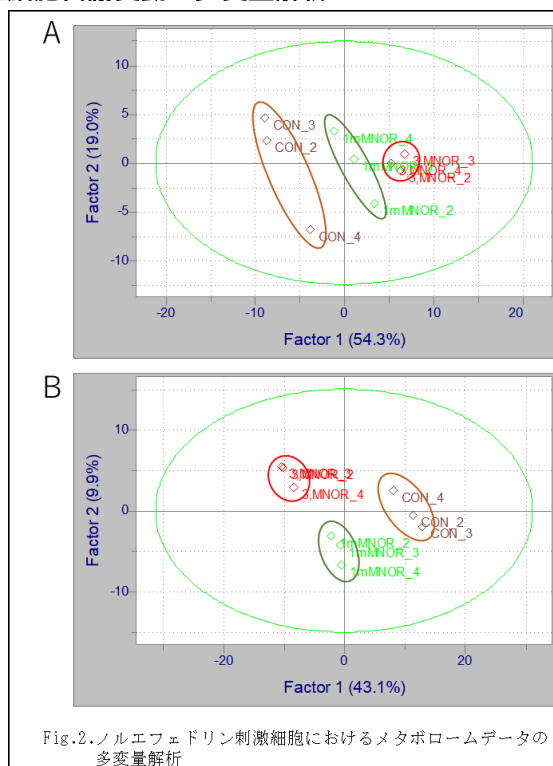 A
10
5
0
-5
-10
Factor 2 (19.0%)
CON_3
CON_2
CON_4
1mMNOR_4
1mMNOR_2
3,MNOR_3
3,MNOR_4
3,MNOR_2
-20
-10
0
10
20
Factor 1 (54.3%)
B
10
0
-10
Factor 2 (9.9%)
3,MNOR_4
CON_4
CON_2
CON_3
1mMNOR_2
1mMNOR_3
1mMNOR_4
-20
0
20
Factor 1 (43.1%)
Fig.2.ノルエフェドリン刺激細胞におけるメタボロームデータの
多変量解析